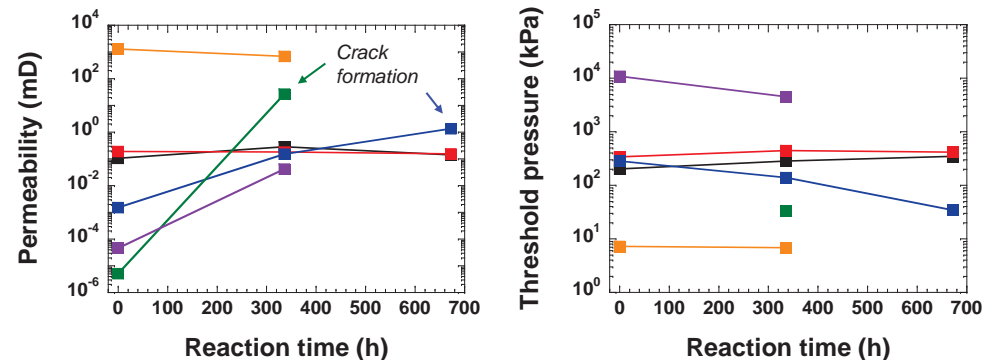 Permeability (mD)
10^4
10^2
10^0
10^-2
10^-4
10^-6
Crack
formation
0 100 200 300 400 500 600 700
Reaction time (h)
Threshold pressure (kPa)
10^5
10^4
10^3
10^2
10^1
10^0
0 100 200 300 400 500 600 700
Reaction time (h)